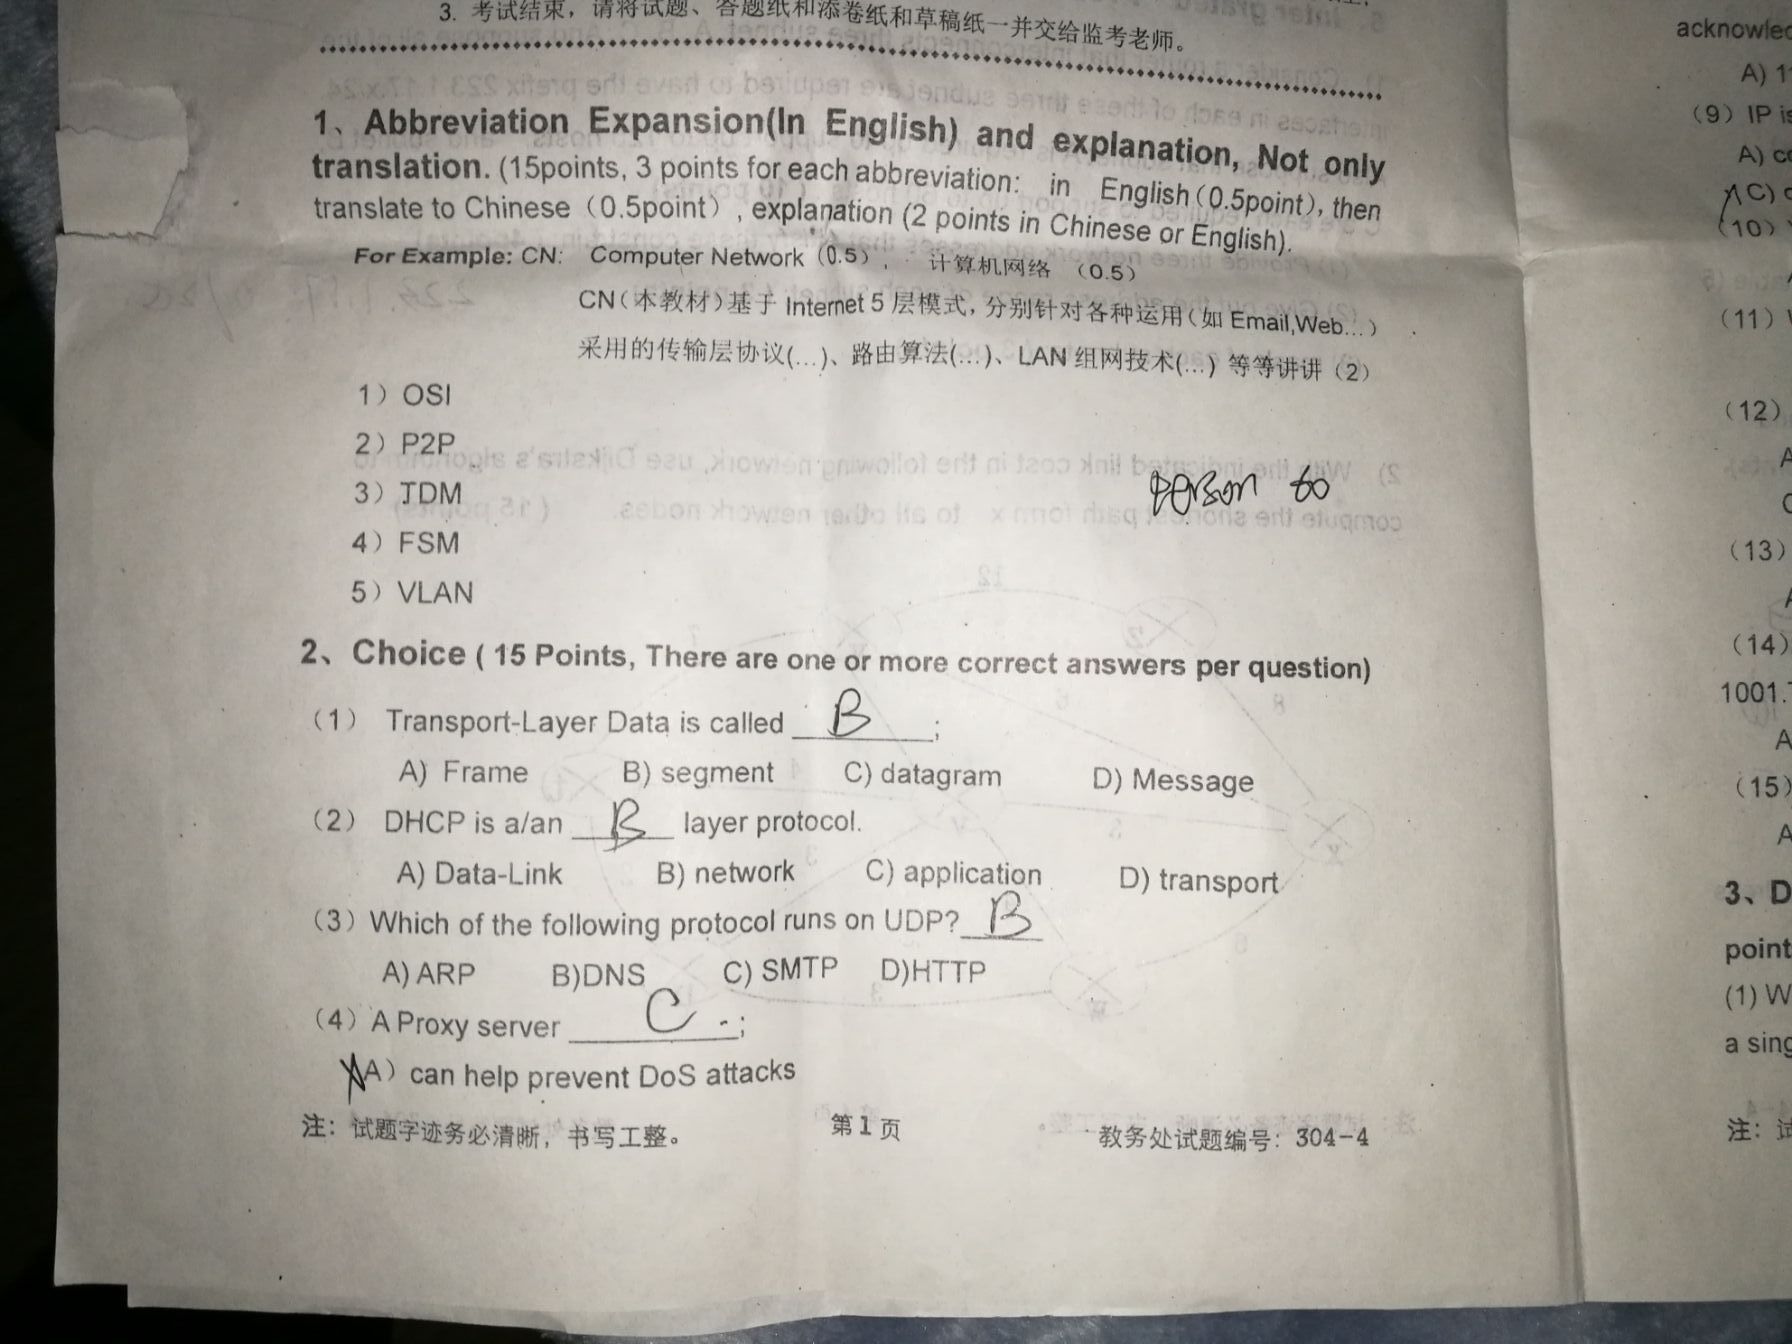 3. 考试结束，请将试题、答题纸和添卷纸和草稿纸一并交给监考老师。
1、Abbreviation Expansion(In English) and explanation, Not only
translation. (15points, 3 points for each abbreviation: in English（0.5point）, then
translate to Chinese（0.5point）, explanation (2 points in Chinese or English).
For Example: CN: Computer Network（0.5）, 计算机网络（0.5）
CN（本教材）基于 Internet 5 层模式，分别针对各种运用（如 Email,Web…）
采用的传输层协议(…)、路由算法(…)、LAN 组网技术(…) 等等讲讲（2）
1）OSI
2）P2P
3）TDM
person to
4）FSM
5）VLAN
2、Choice ( 15 Points, There are one or more correct answers per question)
（1） Transport-Layer Data is called B ;
A) Frame B) segment C) datagram D) Message
（2） DHCP is a/an B layer protocol.
A) Data-Link B) network C) application D) transport
（3）Which of the following protocol runs on UDP? B
A) ARP B)DNS C) SMTP D)HTTP
（4）A Proxy server C ;
A）can help prevent DoS attacks
注：试题字迹务必清晰，书写工整。 第 1 页 教务处试题编号：304-4
A) 1
（9）IP is
C)
（10）
（11）
（12）
（13）
（14）
1001.
A
（15）
A
3、D
point
(1) W
a sing
注：